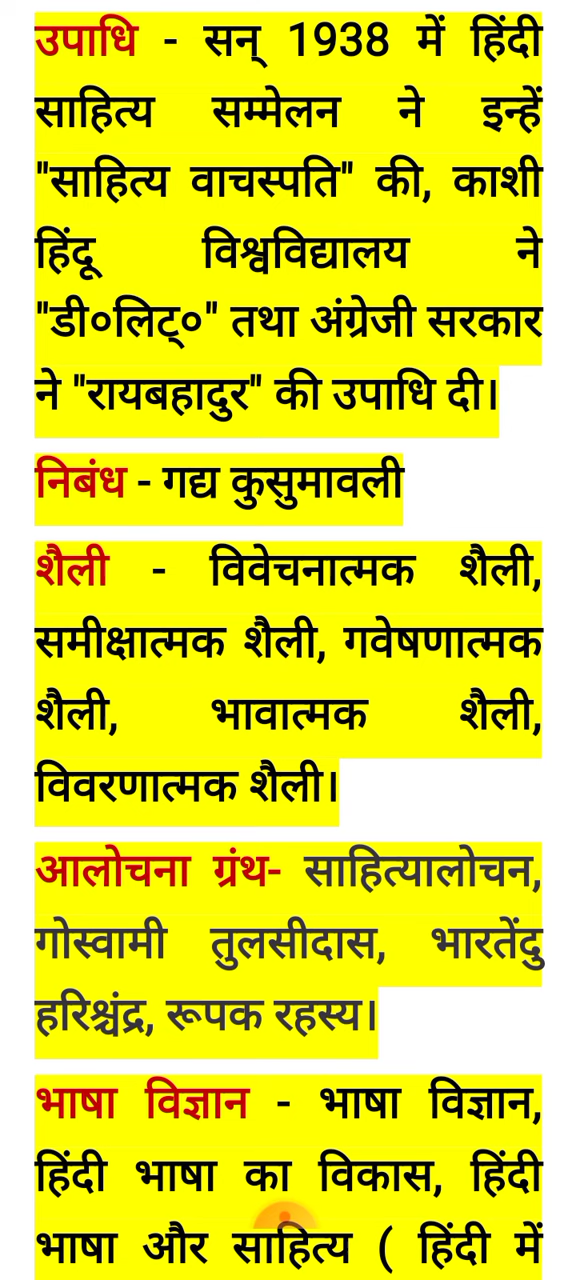 उपाधि - सन् 1938 में हिंदी
साहित्य सम्मेलन ने इन्हें
"साहित्य वाचस्पति" की, काशी
हिंदू विश्वविद्यालय ने
"डी०लिट्०" तथा अंग्रेजी सरकार
ने "रायबहादुर" की उपाधि दी।
निबंध - गद्य कुसुमावली
शैली - विवेचनात्मक शैली,
समीक्षात्मक शैली, गवेषणात्मक
शैली, भावात्मक शैली,
विवरणात्मक शैली।
आलोचना ग्रंथ- साहित्यालोचन,
गोस्वामी तुलसीदास, भारतेंदु
हरिश्चंद्र, रूपक रहस्य।
भाषा विज्ञान - भाषा विज्ञान,
हिंदी भाषा का विकास, हिंदी
भाषा और साहित्य ( हिंदी में